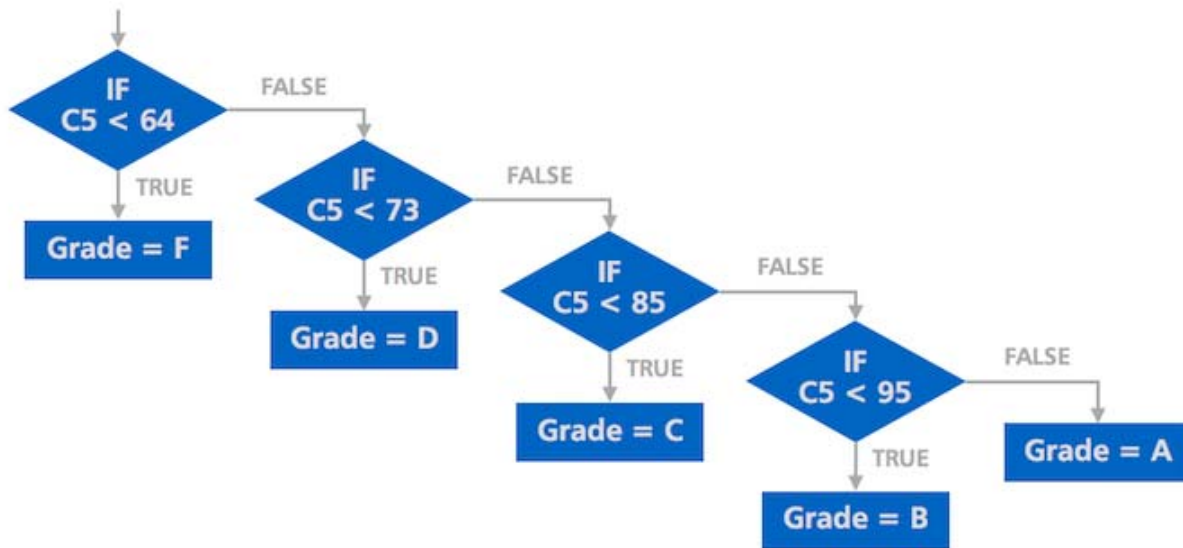 IF
C5 < 64
FALSE
TRUE
Grade = F
IF
C5 < 73
FALSE
TRUE
Grade = D
IF
C5 < 85
FALSE
TRUE
Grade = C
IF
C5 < 95
FALSE
TRUE
Grade = B
Grade = A